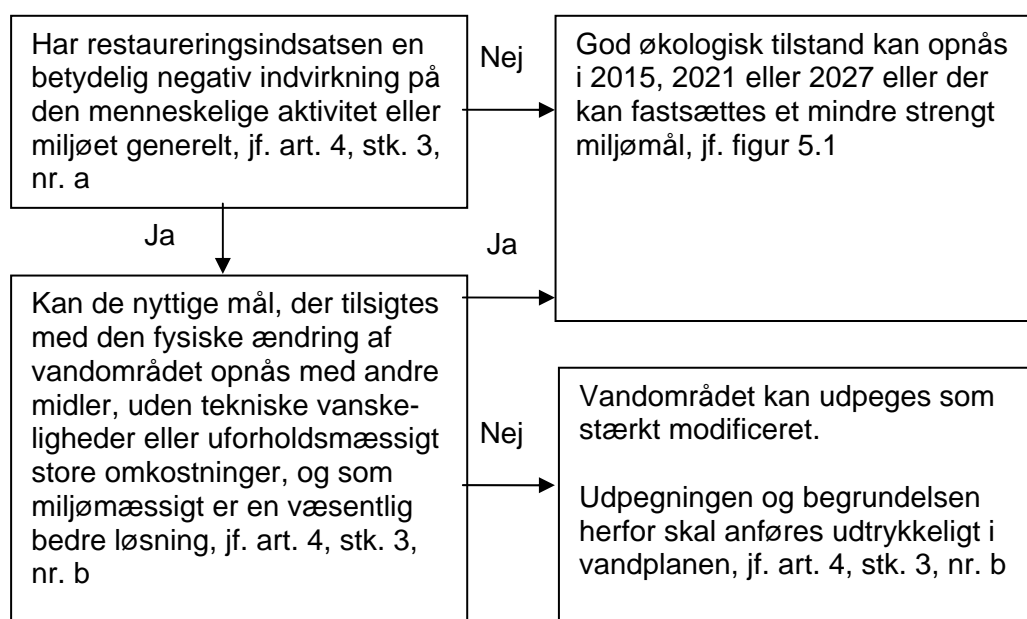 Har restaureringsindsatsen en
betydelig negativ indvirkning på
den menneskelige aktivitet eller
miljøet generelt, jf. art. 4, stk. 3,
nr. a
Nej
God økologisk tilstand kan opnås
i 2015, 2021 eller 2027 eller der
kan fastsættes et mindre strengt
miljømål, jf. figur 5.1
Ja
Ja
Kan de nyttige mål, der tilsigtes
med den fysiske ændring af
vandområdet opnås med andre
midler, uden tekniske vanske-
ligheder eller uforholdsmæssigt
store omkostninger, og som
miljømæssigt er en væsentlig
bedre løsning, jf. art. 4, stk. 3,
nr. b
Nej
Vandområdet kan udpeges som
stærkt modificeret.
Udpegningen og begrundelsen
herfor skal anføres udtrykkeligt i
vandplanen, jf. art. 4, stk. 3, nr. b